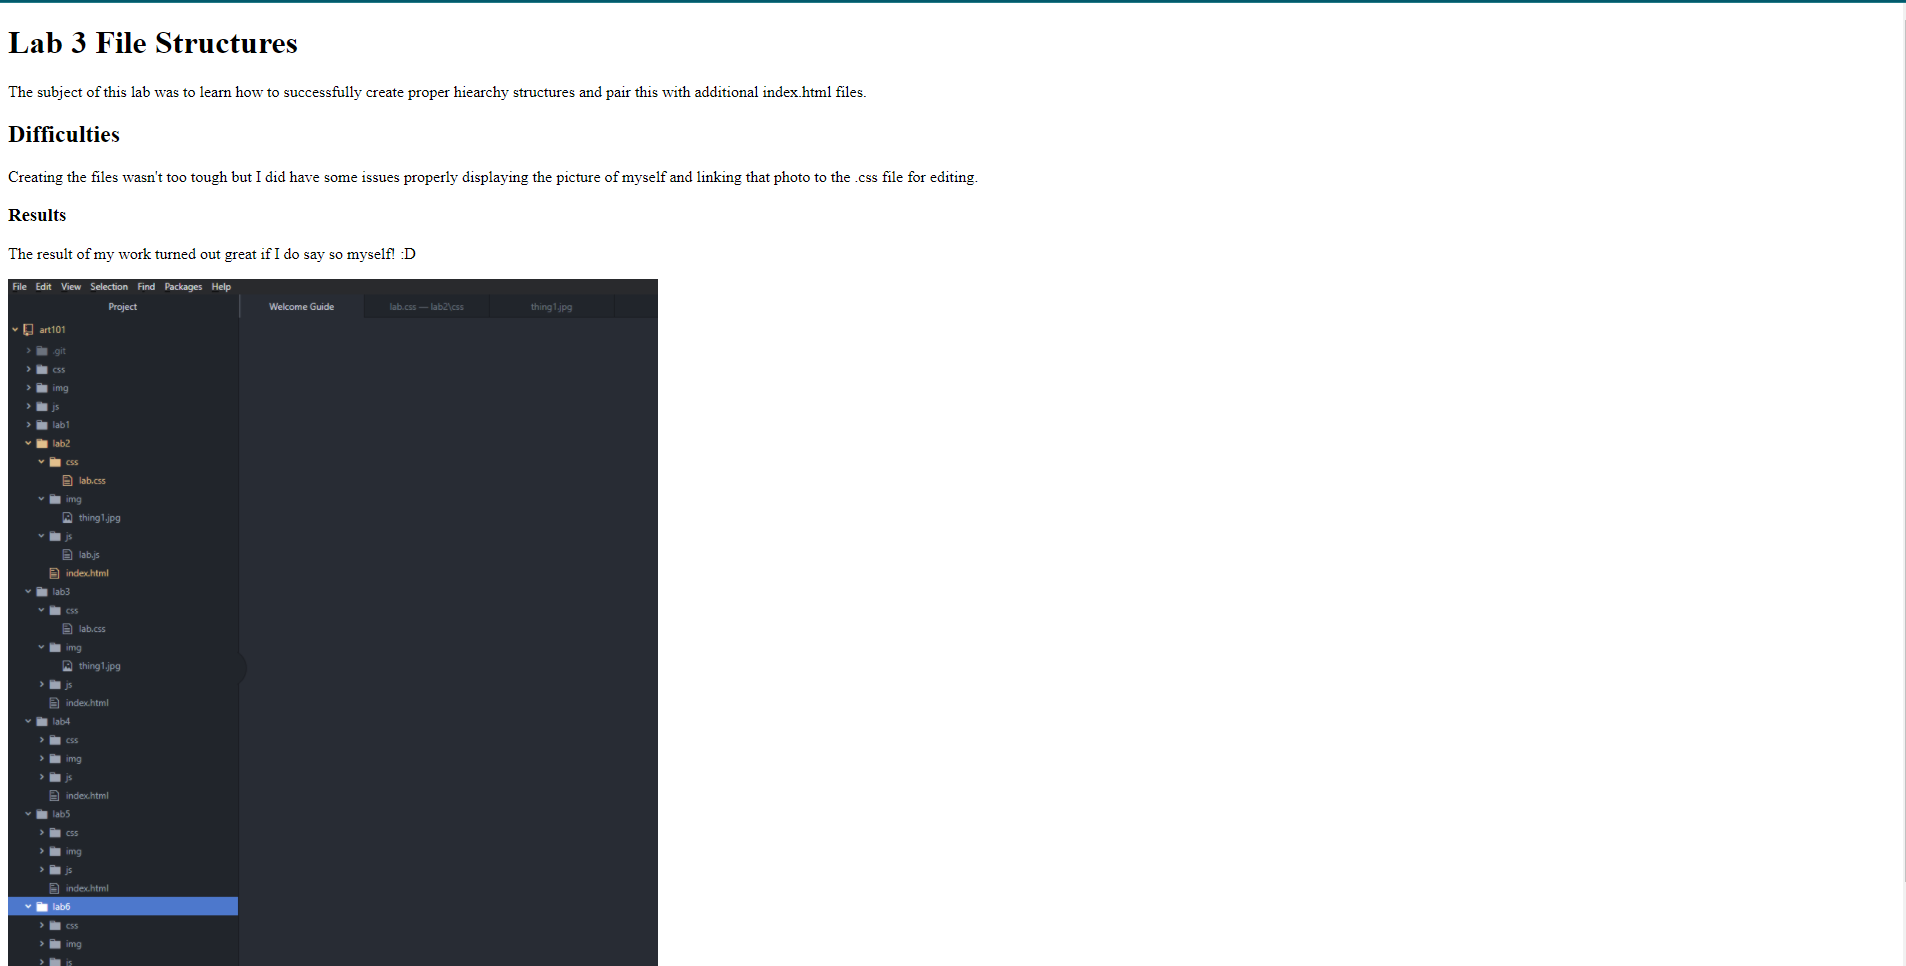 Lab 3 File Structures
The subject of this lab was to learn how to successfully create proper hiearchy structures and pair this with additional index.html files.
Difficulties
Creating the files wasn't too tough but I did have some issues properly displaying the picture of myself and linking that photo to the .css file for editing.
Results
The result of my work turned out great if I do say so myself! :D
File Edit View Selection Find Packages Help
Project Welcome Guide lab.css — lab2\css thing1.jpg
art101
.git
css
img
js
lab1
lab2
css
lab.css
img
thing1.jpg
js
lab.js
index.html
lab3
css
lab.css
img
thing1.jpg
js
index.html
lab4
css
img
js
index.html
lab5
css
img
js
index.html
lab6
css
img
js